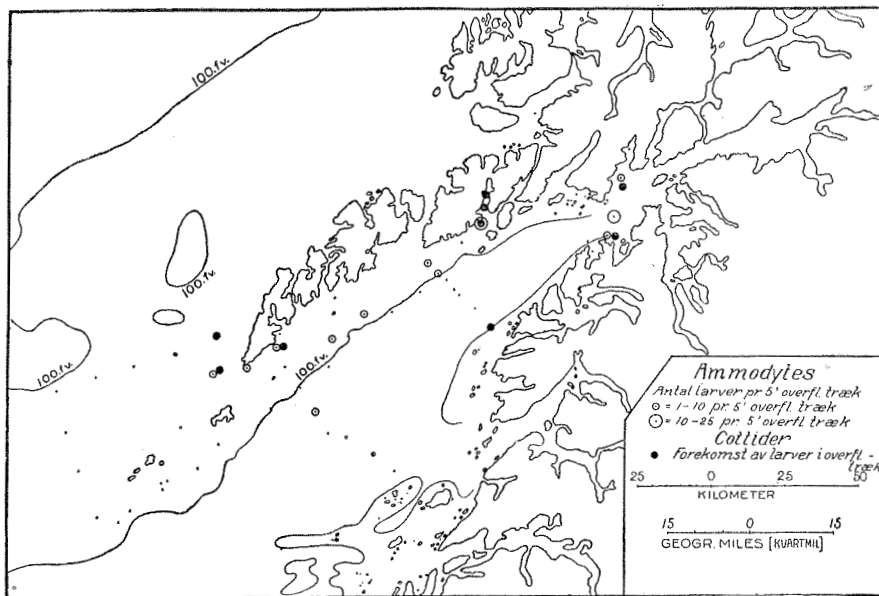 100.fv.
100.fv.
100.fv.
100.fv.
Ammodytes
Antal larver pr 5' overfl. træk
= 1-10 pr. 5' overfl. træk
= 10-25 pr. 5' overfl. træk
Cottider
Forekomst av larver i overfl.-
træk
25 0 25 50
KILOMETER
15 0 15
GEOGR. MILES [KVARTMIL]